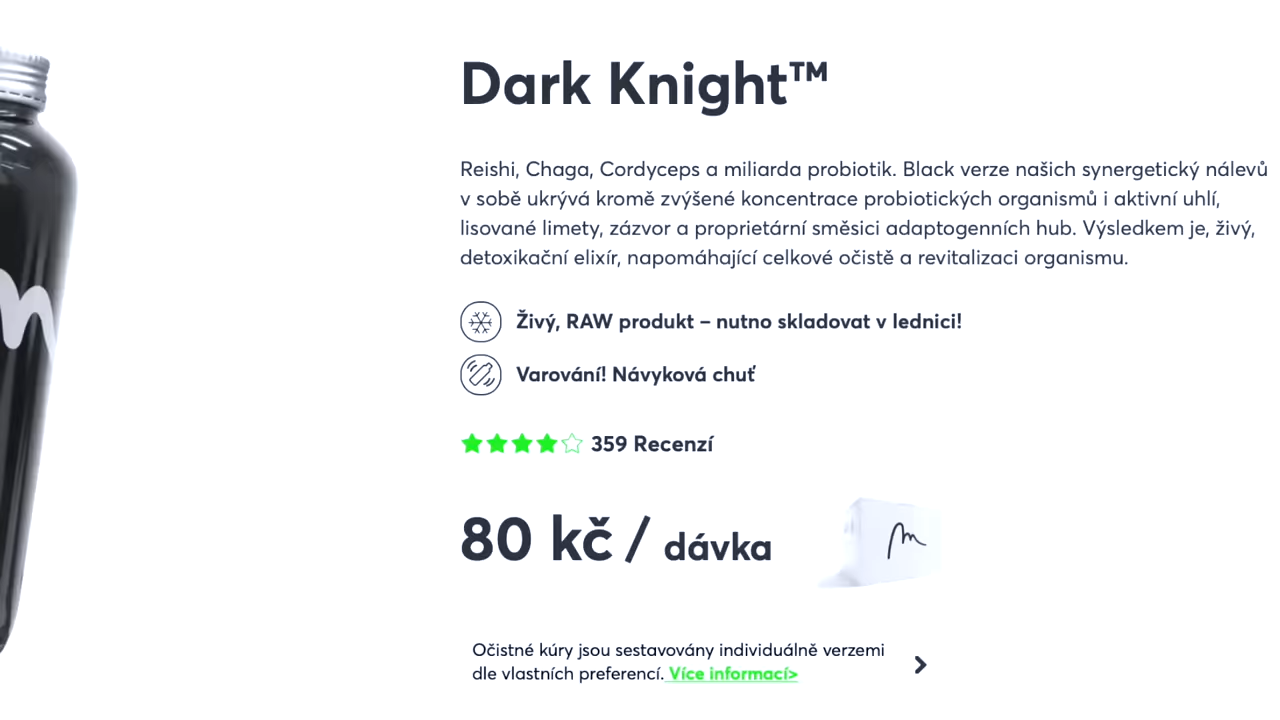 Dark Knight™
Reishi, Chaga, Cordyceps a miliarda probiotik. Black verze našich synergetický nálevů
v sobě ukrývá kromě zvýšené koncentrace probiotických organismů i aktivní uhlí,
lisované limety, zázvor a proprietární směsici adaptogenních hub. Výsledkem je, živý,
detoxikační elixír, napomáhající celkové očistě a revitalizaci organismu.
Živý, RAW produkt – nutno skladovat v lednici!
Varování! Návyková chuť
359 Recenzí
80 kč / dávka
Očistné kúry jsou sestavovány individuálně verzemi
dle vlastních preferencí. Více informací>